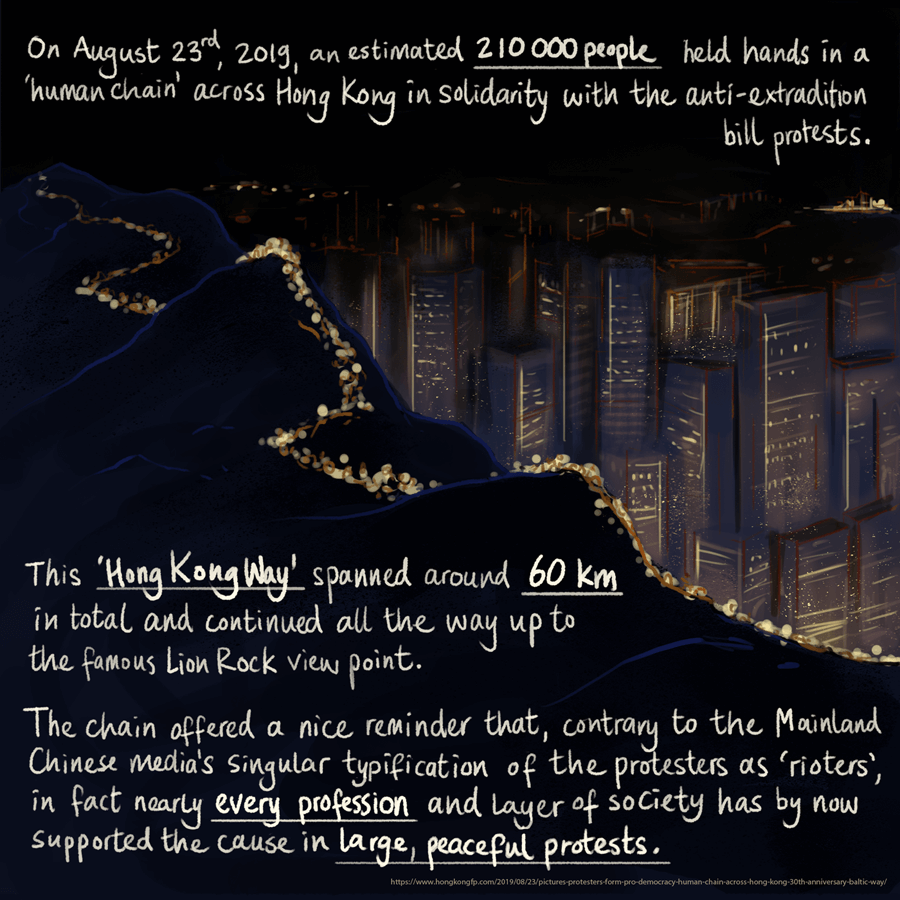 On August 23rd, 2019, an estimated 210 000 people held hands in a
'human chain' across Hong Kong in solidarity with the anti-extradition
bill protests.
This 'Hong Kong Way' spanned around 60 km
in total and continued all the way up to
the famous Lion Rock view point.
The chain offered a nice reminder that, contrary to the Mainland
Chinese media's singular typification of the protesters as 'rioters',
in fact nearly every profession and layer of society has by now
supported the cause in large, peaceful protests.
https://www.hongkongfp.com/2019/08/23/pictures-protesters-form-pro-democracy-human-chain-across-hong-kong-30th-anniversary-baltic-way/